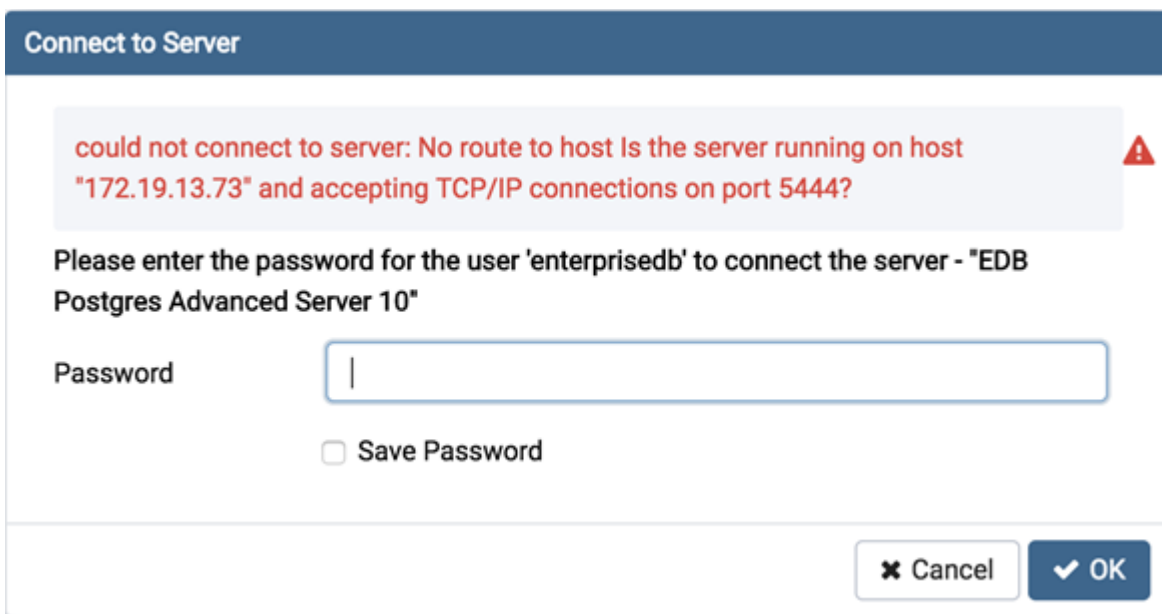 Connect to Server
could not connect to server: No route to host Is the server running on host
"172.19.13.73" and accepting TCP/IP connections on port 5444?
Please enter the password for the user 'enterprisedb' to connect the server - "EDB
Postgres Advanced Server 10"
Password
Save Password
Cancel
OK